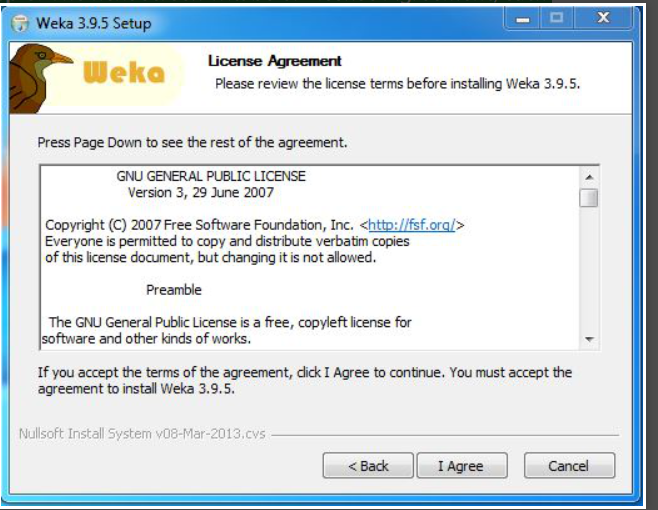 Weka 3.9.5 Setup
Weka
License Agreement
Please review the license terms before installing Weka 3.9.5.
Press Page Down to see the rest of the agreement.
GNU GENERAL PUBLIC LICENSE
Version 3, 29 June 2007
Copyright (C) 2007 Free Software Foundation, Inc. <http://fsf.org/>
Everyone is permitted to copy and distribute verbatim copies
of this license document, but changing it is not allowed.
Preamble
The GNU General Public License is a free, copyleft license for
software and other kinds of works.
If you accept the terms of the agreement, click I Agree to continue. You must accept the
agreement to install Weka 3.9.5.
Nullsoft Install System v08-Mar-2013.cvs
< Back I Agree Cancel